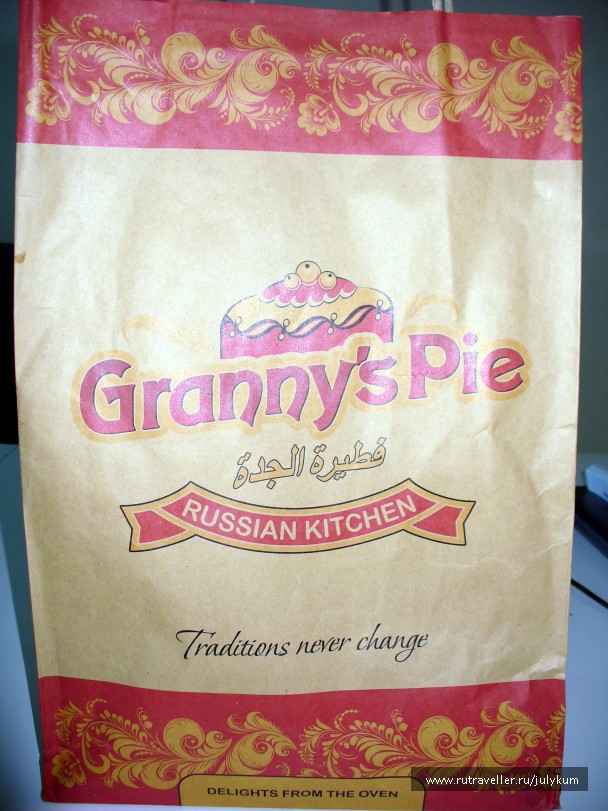 Granny's Pie
فطيرة الجدة
RUSSIAN KITCHEN
Traditions never change
DELIGHTS FROM THE OVEN
www.rutraveller.ru/julykum